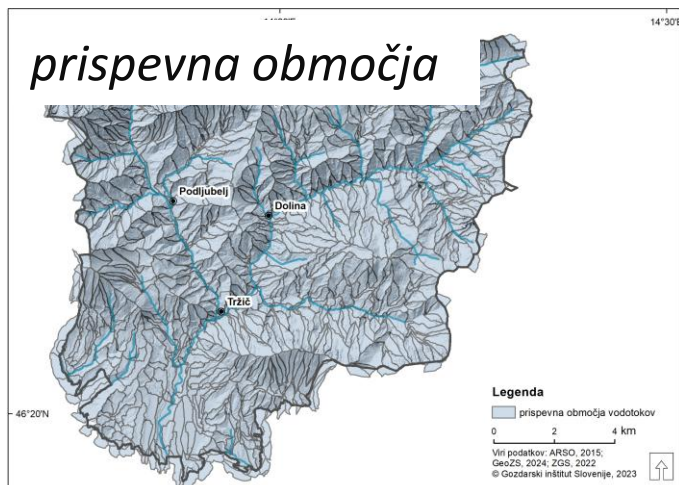 14°30'E
prispevna območja
Podljubelj
Dolina
Tržič
46°20'N
Legenda
prispevna območja vodotokov
0 2 4 km
Viri podatkov: ARSO, 2015;
GeoZS, 2024; ZGS, 2022
© Gozdarski inštitut Slovenije, 2023